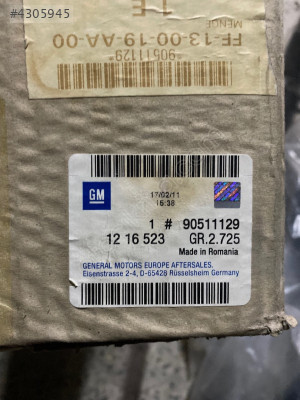 #4305945
1E
MENGE
FF-13-00-19-AA-00
*90511129*
GM
17/02/11
16:38
1 # 90511129
12 16 523 GR.2.725
Made in Romania
GENERAL MOTORS EUROPE AFTERSALES.
Eisenstrasse 2-4, D-65428 Rüsselsheim Germany